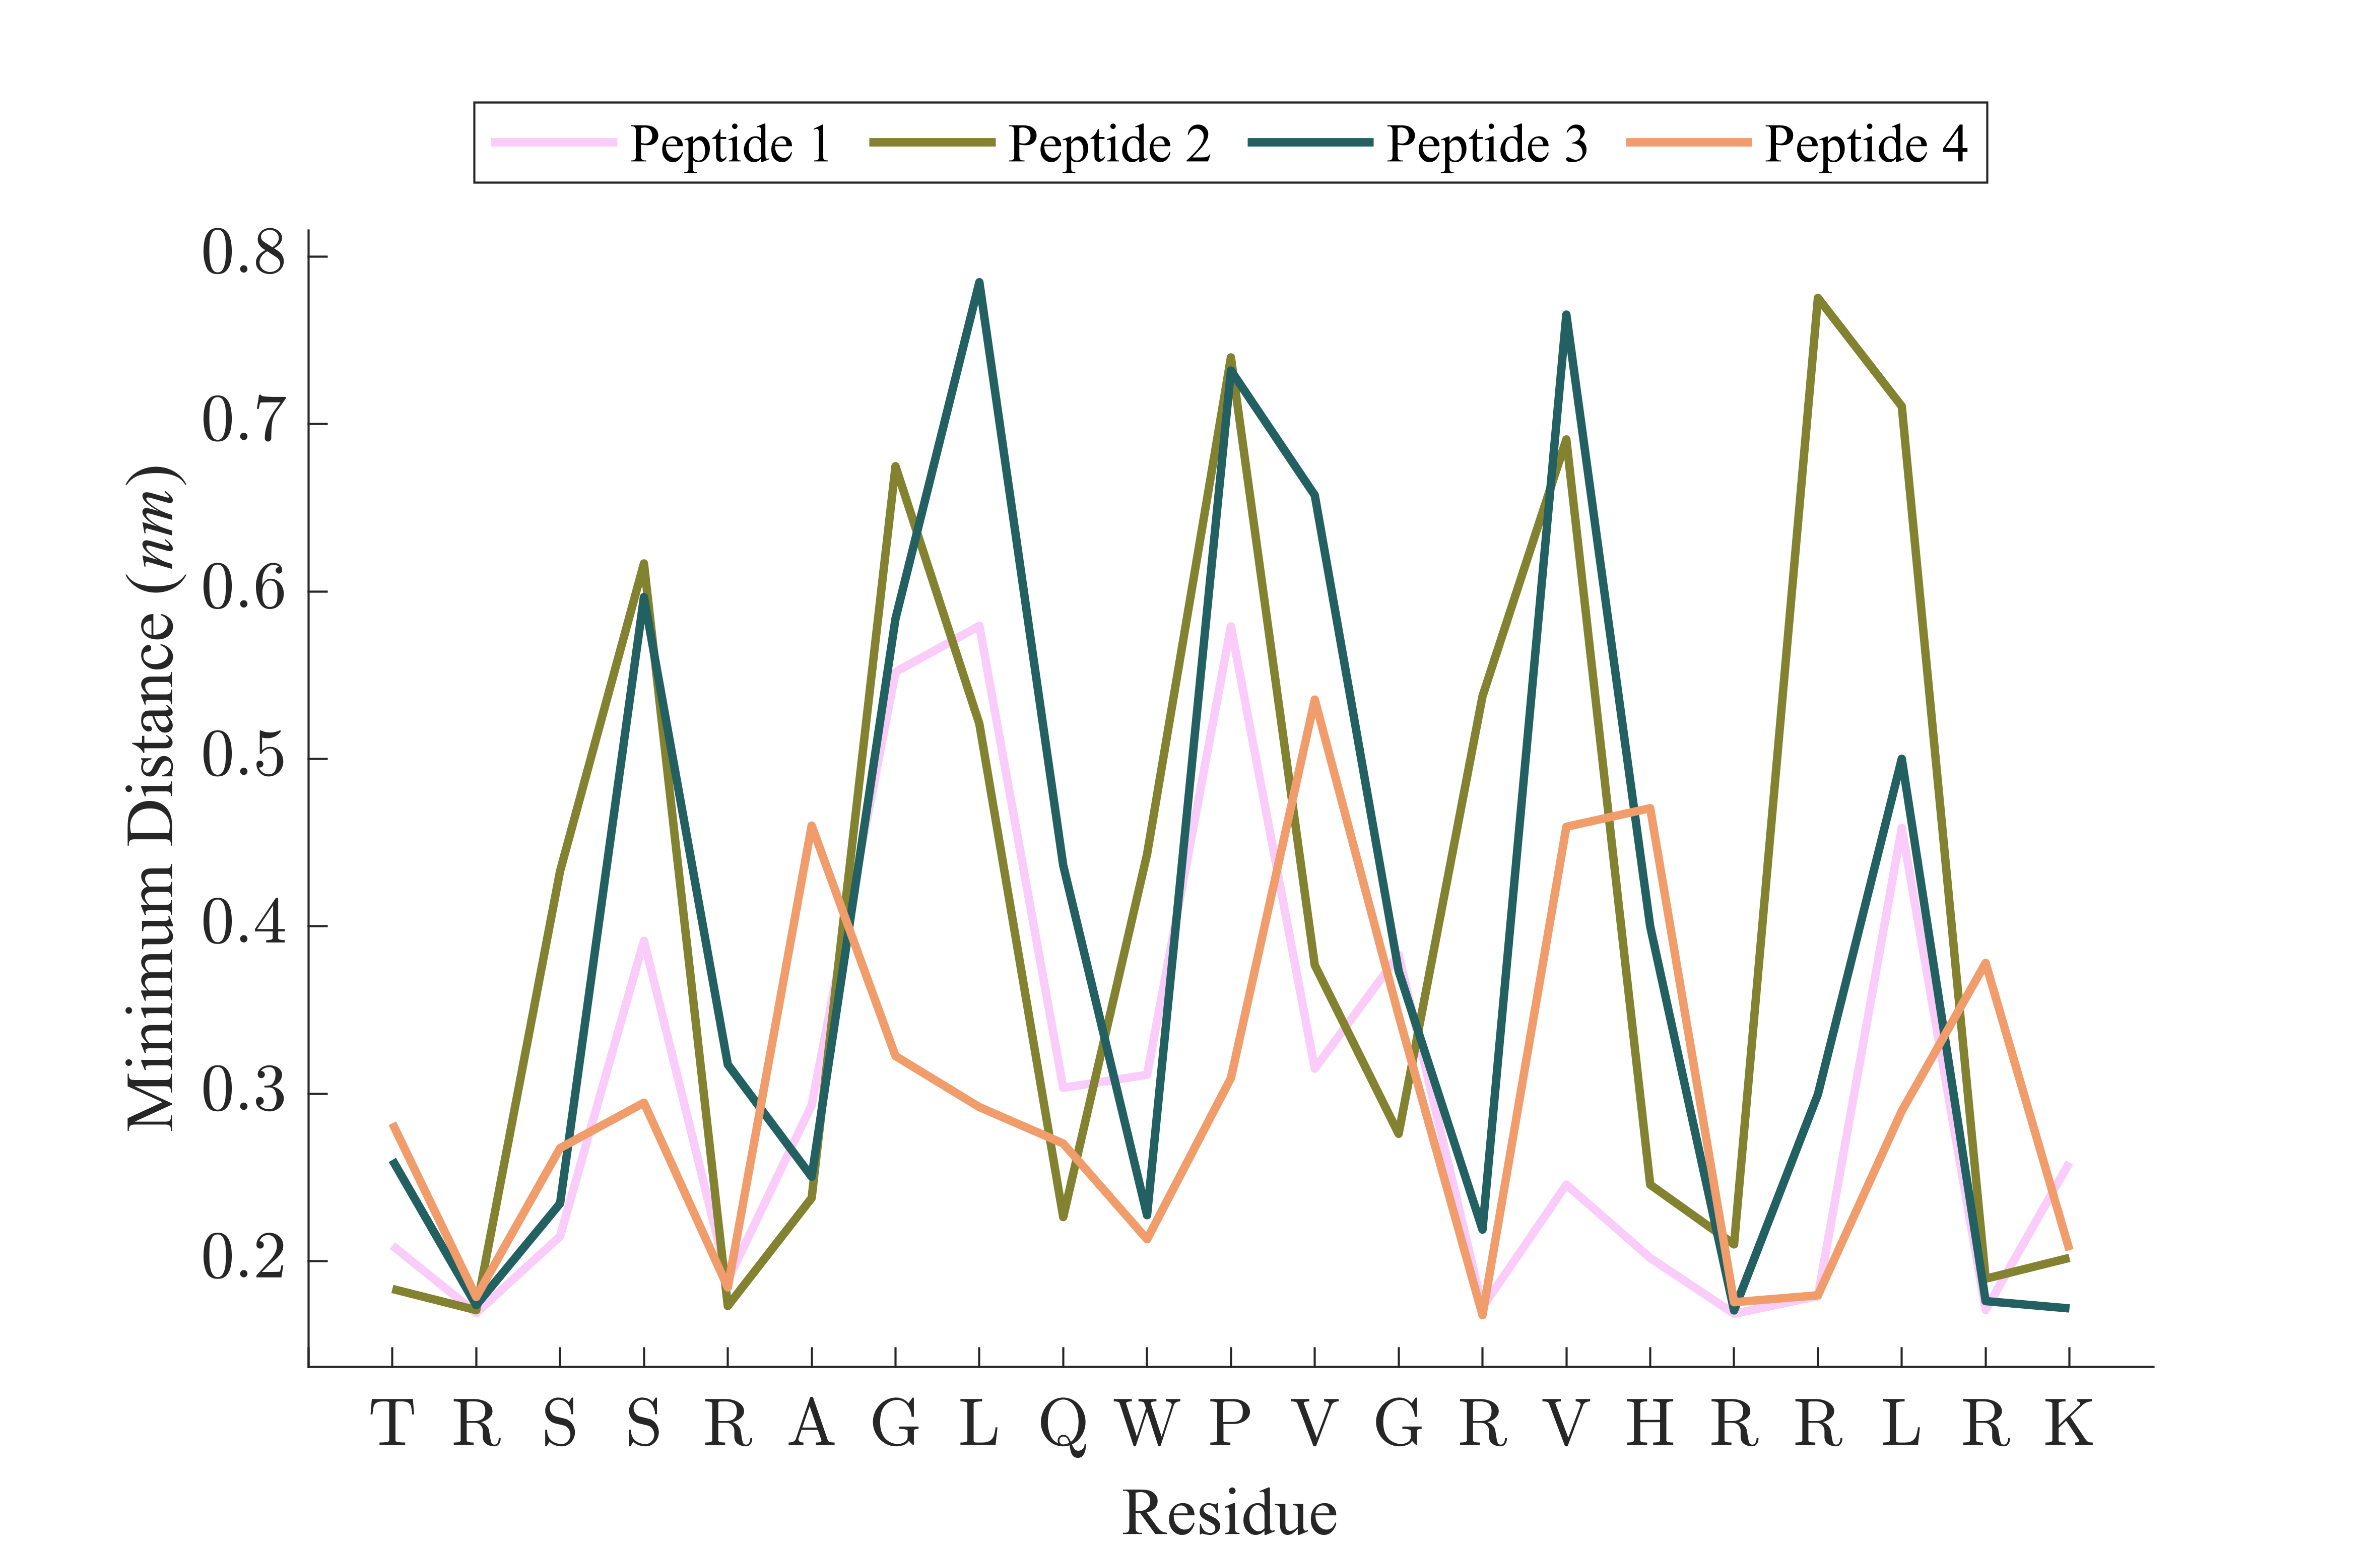 Peptide 1 Peptide 2 Peptide 3 Peptide 4
0.8
0.7
0.6
0.5
0.4
0.3
0.2
Minimum Distance (nm)
T R S S R A G L Q W P V G R V H R R L R K
Residue